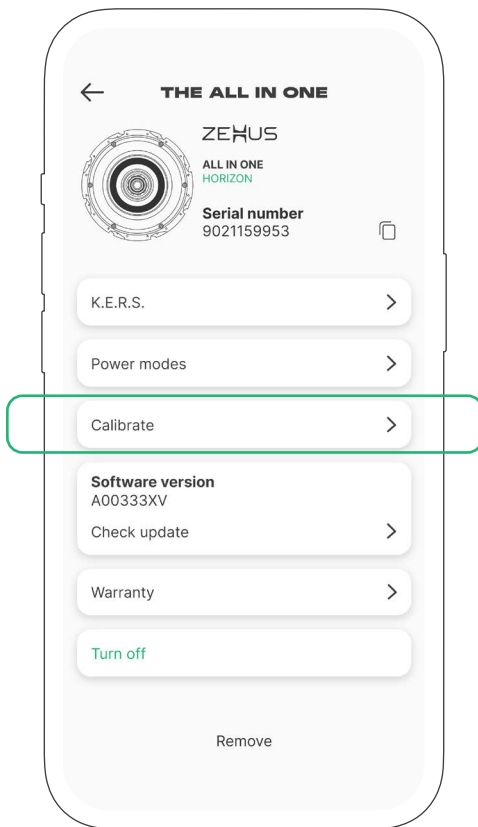 THE ALL IN ONE
ZEHUS
ALL IN ONE
HORIZON
Serial number
9021159953
K.E.R.S.
Power modes
Calibrate
Software version
A00333XV
Check update
Warranty
Turn off
Remove